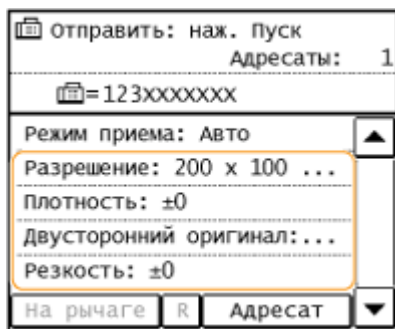 Отправить: наж. Пуск
Адресаты: 1
=123xxxxxxx
Режим приема: Авто
Разрешение: 200 x 100 ...
Плотность: ±0
Двусторонний оригинал:...
Резкость: ±0
На рычаге R Адресат